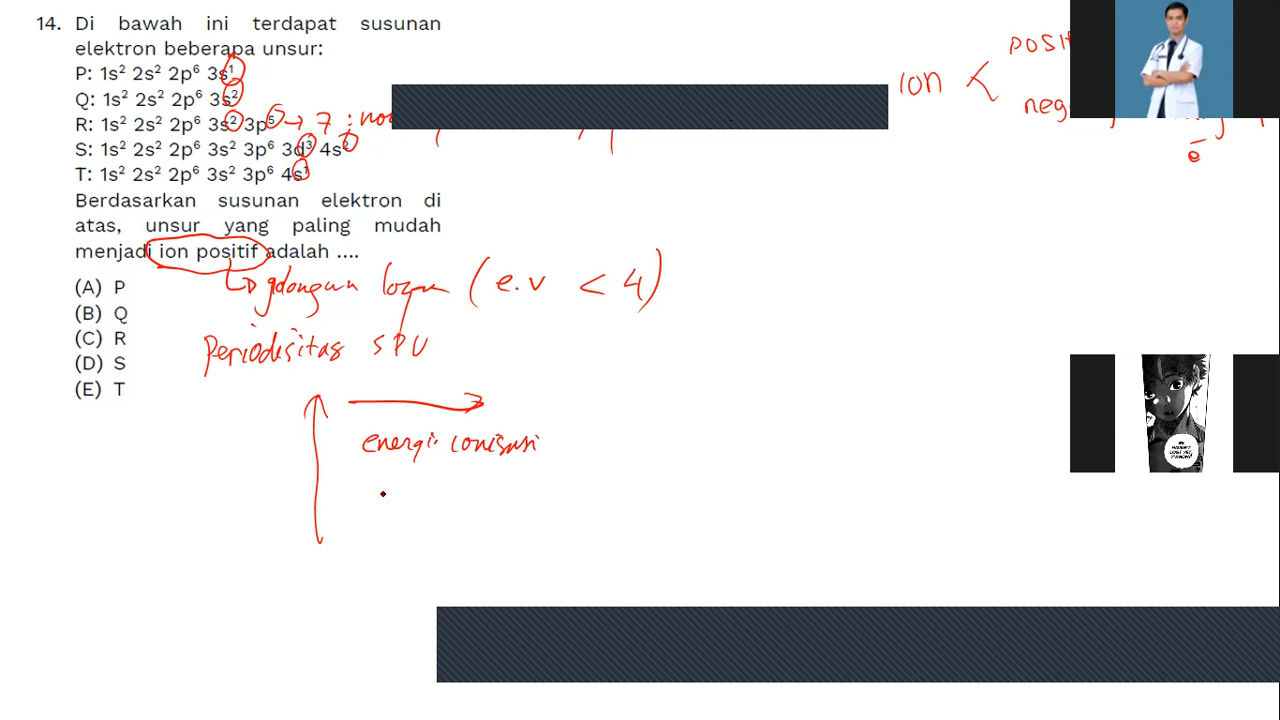 14. Di bawah ini terdapat susunan
elektron beberapa unsur:
P: 1s² 2s² 2p⁶ 3s¹
Q: 1s² 2s² 2p⁶ 3s²
R: 1s² 2s² 2p⁶ 3s² 3p⁵ → 7 :
S: 1s² 2s² 2p⁶ 3s² 3p⁶ 3d³ 4s²
T: 1s² 2s² 2p⁶ 3s² 3p⁶ 4s¹
Berdasarkan susunan elektron di
atas, unsur yang paling mudah
menjadi ion positif adalah ....
(A) P
(B) Q
(C) R
(D) S
(E) T
golongan logam (e.v < 4)
Periodisitas SPU
energi ionisasi
ion <
e